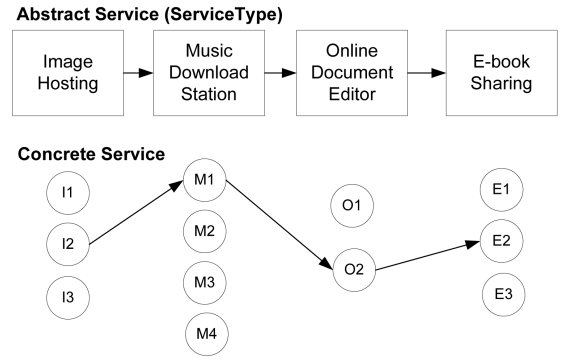 Abstract Service (ServiceType)
Image
Hosting
Music
Download
Station
Online
Document
Editor
E-book
Sharing
Concrete Service
I1
I2
I3
M1
M2
M3
M4
O1
O2
E1
E2
E3